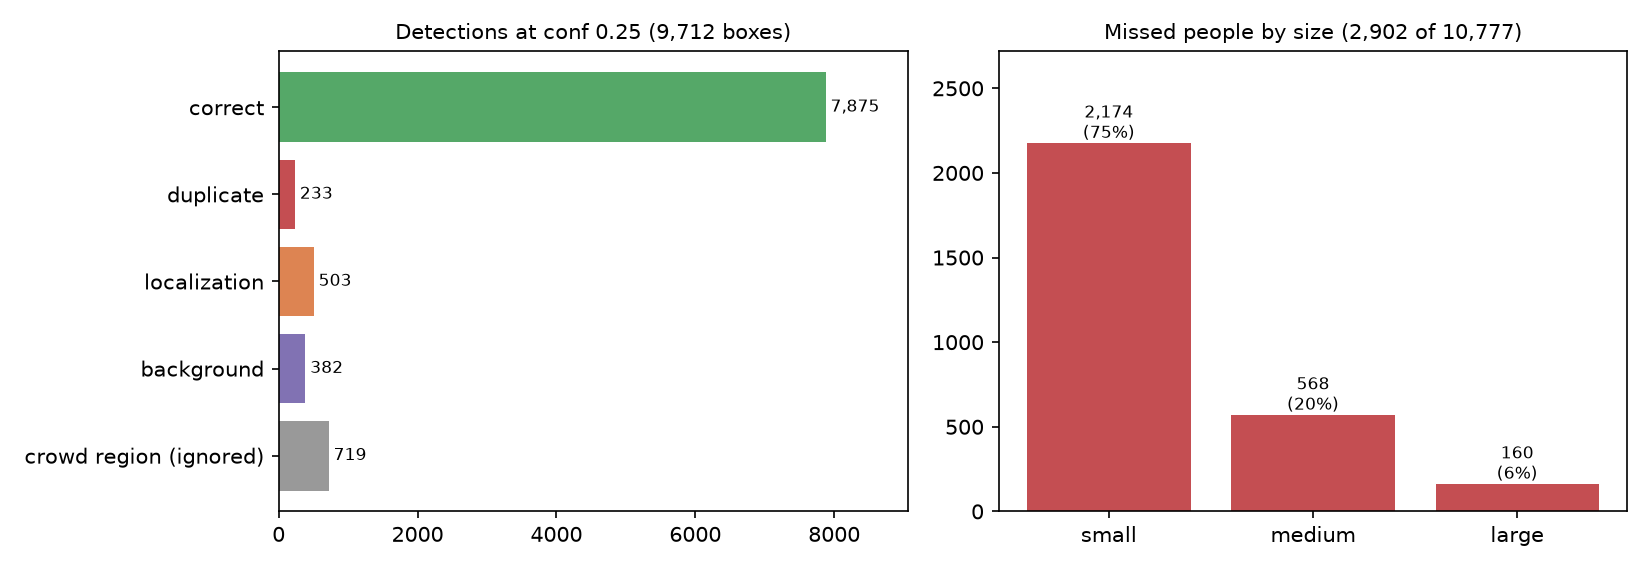 Detections at conf 0.25 (9,712 boxes)
correct
7,875
duplicate
233
localization
503
background
382
crowd region (ignored)
719
0
2000
4000
6000
8000
Missed people by size (2,902 of 10,777)
2500
2000
1500
1000
500
0
2,174
(75%)
568
(20%)
160
(6%)
small
medium
large